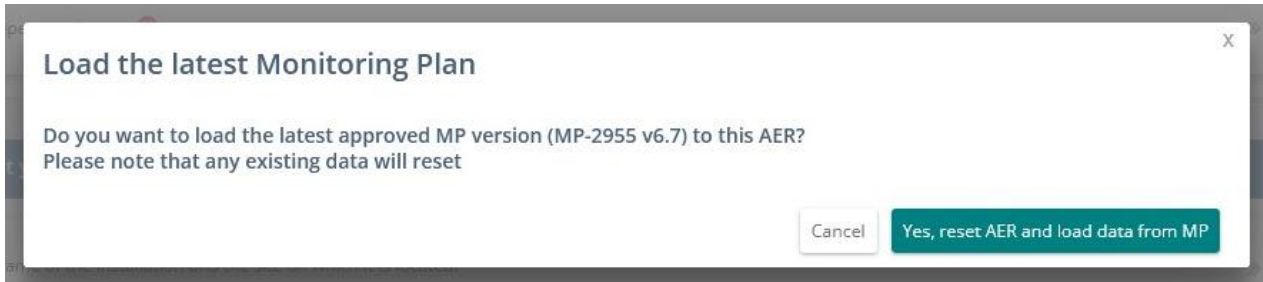 X
Load the latest Monitoring Plan
Do you want to load the latest approved MP version (MP-2955 v6.7) to this AER?
Please note that any existing data will reset
Cancel
Yes, reset AER and load data from MP